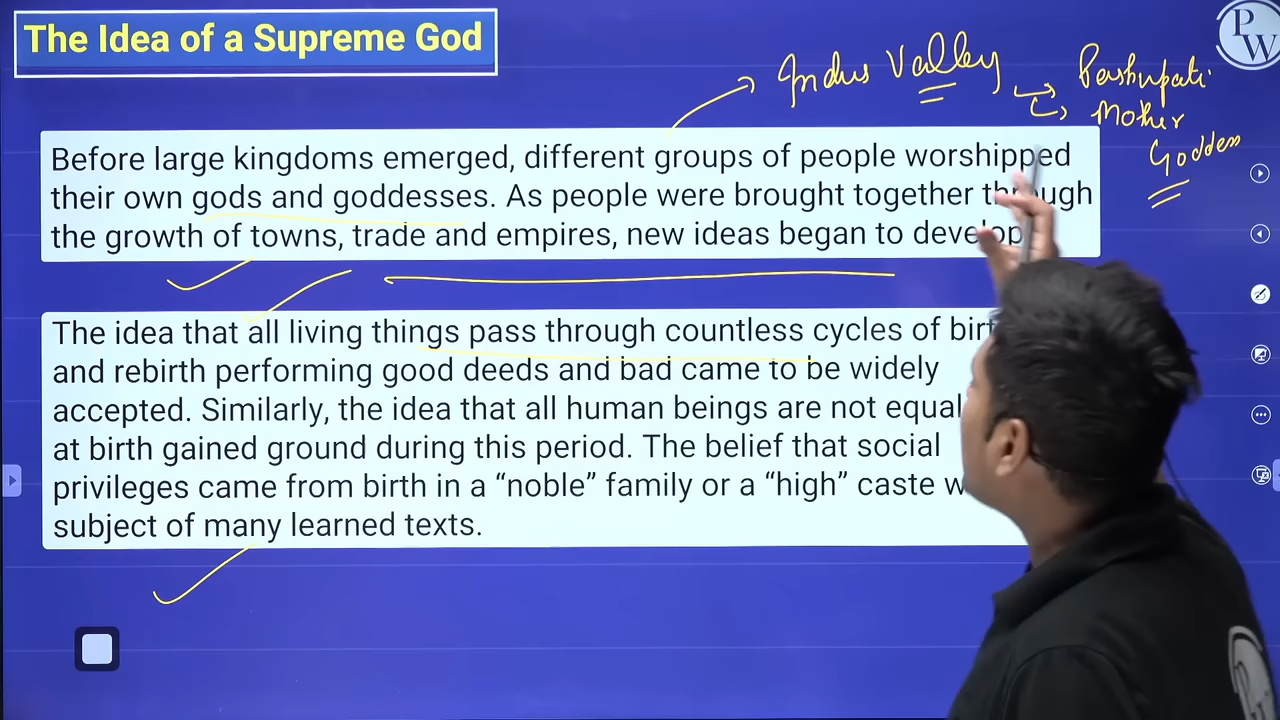 The Idea of a Supreme God
PW
Indus Valley
Pashupati
Mother
Goddess
Before large kingdoms emerged, different groups of people worshipped
their own gods and goddesses. As people were brought together through
the growth of towns, trade and empires, new ideas began to develop
The idea that all living things pass through countless cycles of birt
and rebirth performing good deeds and bad came to be widely
accepted. Similarly, the idea that all human beings are not equal
at birth gained ground during this period. The belief that social
privileges came from birth in a “noble” family or a “high” caste w
subject of many learned texts.